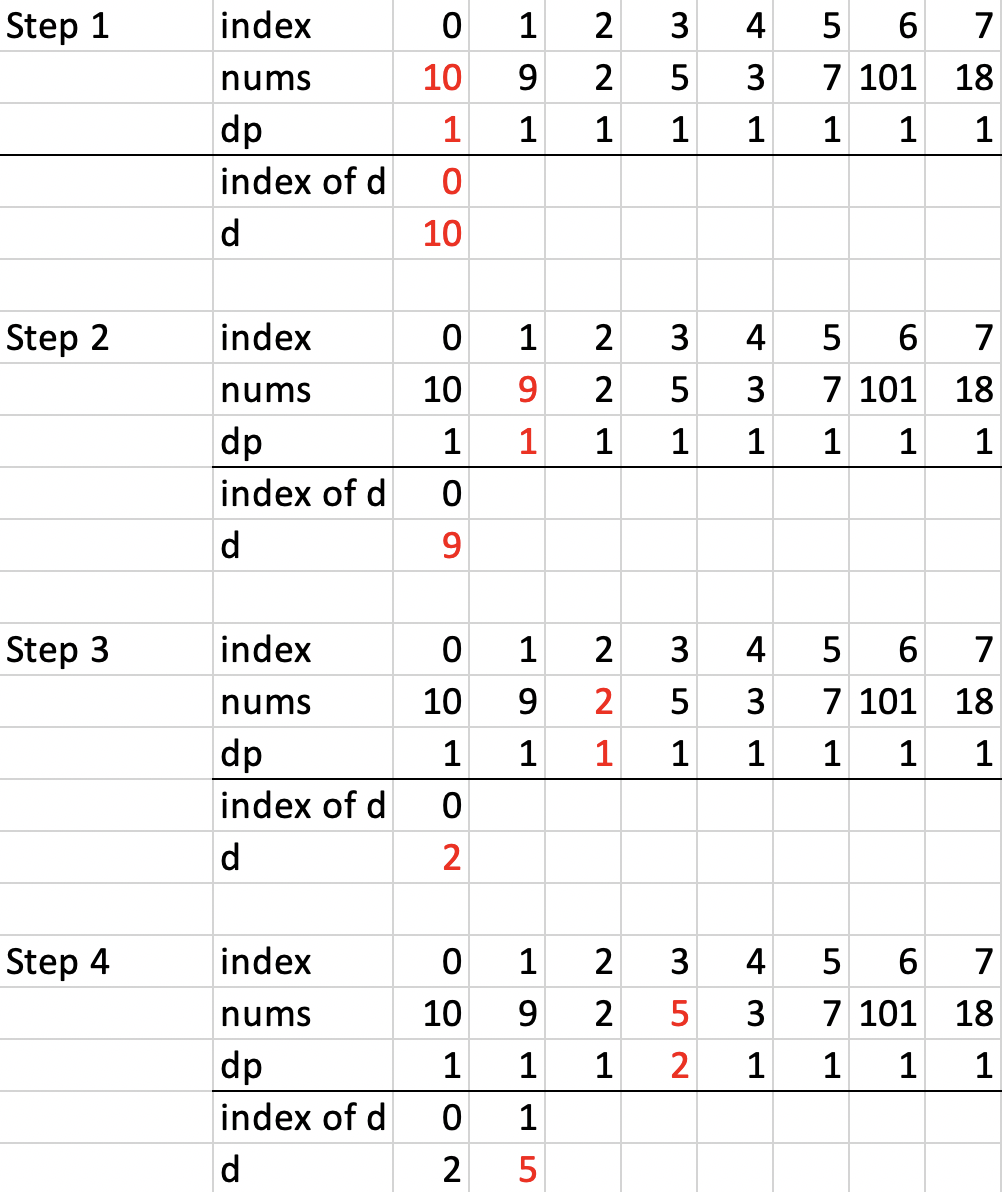 Step 1 index 0 1 2 3 4 5 6 7
nums 10 9 2 5 3 7 101 18
dp 1 1 1 1 1 1 1 1
index of d 0
d 10
Step 2 index 0 1 2 3 4 5 6 7
nums 10 9 2 5 3 7 101 18
dp 1 1 1 1 1 1 1 1
index of d 0
d 9
Step 3 index 0 1 2 3 4 5 6 7
nums 10 9 2 5 3 7 101 18
dp 1 1 1 1 1 1 1 1
index of d 0
d 2
Step 4 index 0 1 2 3 4 5 6 7
nums 10 9 2 5 3 7 101 18
dp 1 1 1 2 1 1 1 1
index of d 0 1
d 2 5